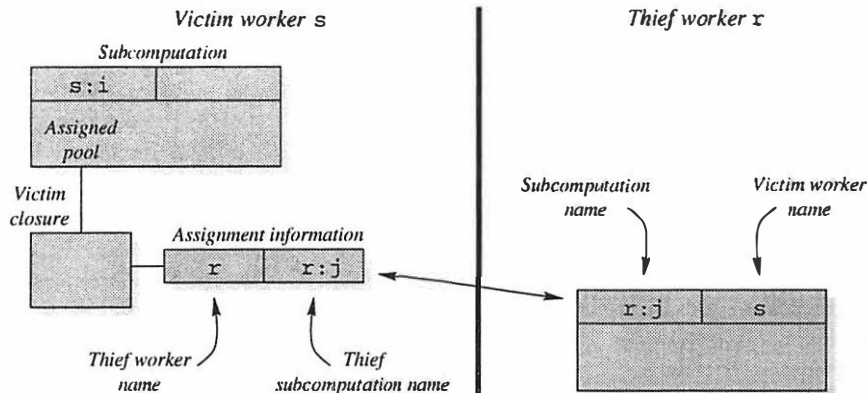 Victim worker s
Thief worker r
Subcomputation
s:i
Assigned
pool
Victim
closure
Assignment information
r
r:j
Thief worker
name
Thief
subcomputation name
Subcomputation
name
Victim worker
name
r:j
s